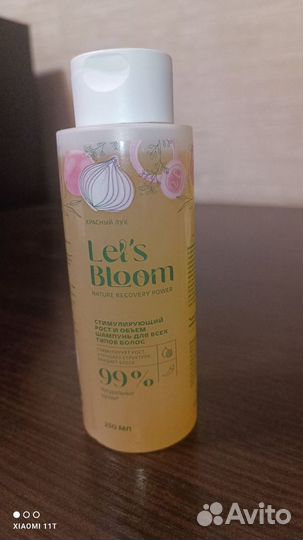 КРАСНЫЙ ЛУК
Let's
Bloom
NATURE RECOVERY POWER
СТИМУЛИРУЮЩИЙ
РОСТ И ОБЪЕМ
ШАМПУНЬ ДЛЯ ВСЕХ
ТИПОВ ВОЛОС
99%
250 МЛ
XIAOMI 11T
Avito